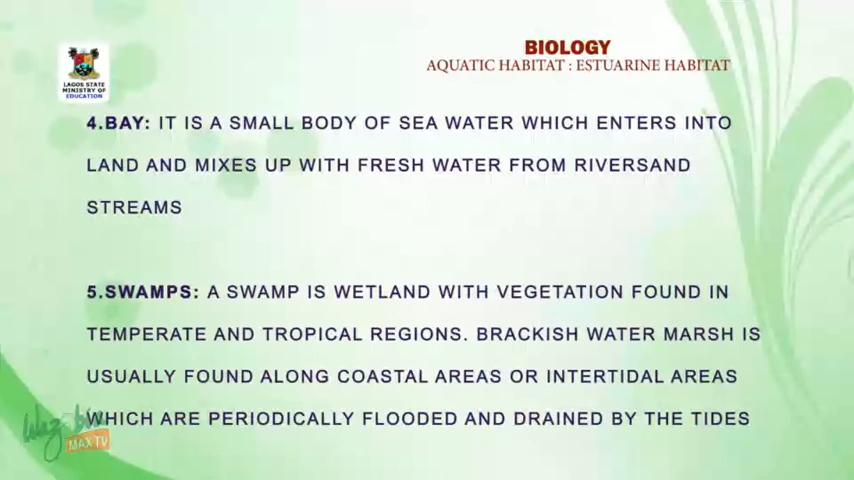 BIOLOGY
AQUATIC HABITAT : ESTUARINE HABITAT
LAGOS STATE
MINISTRY OF
EDUCATION
4.BAY: IT IS A SMALL BODY OF SEA WATER WHICH ENTERS INTO
LAND AND MIXES UP WITH FRESH WATER FROM RIVERSAND
STREAMS
5.SWAMPS: A SWAMP IS WETLAND WITH VEGETATION FOUND IN
TEMPERATE AND TROPICAL REGIONS. BRACKISH WATER MARSH IS
USUALLY FOUND ALONG COASTAL AREAS OR INTERTIDAL AREAS
WHICH ARE PERIODICALLY FLOODED AND DRAINED BY THE TIDES
Wazobia
MAX TV